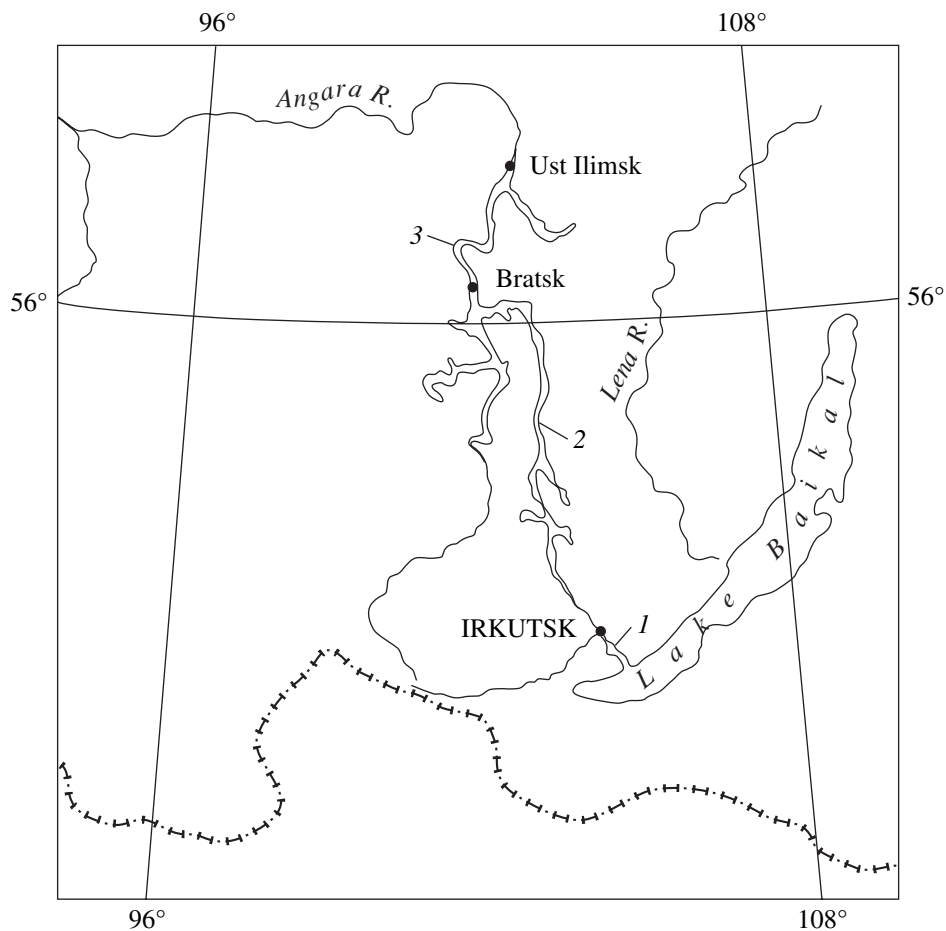 96° 108°
Angara R.
Ust Ilimsk
3
Bratsk
56° 56°
Lena R.
2
Lake Baikal
IRKUTSK 1
96° 108°